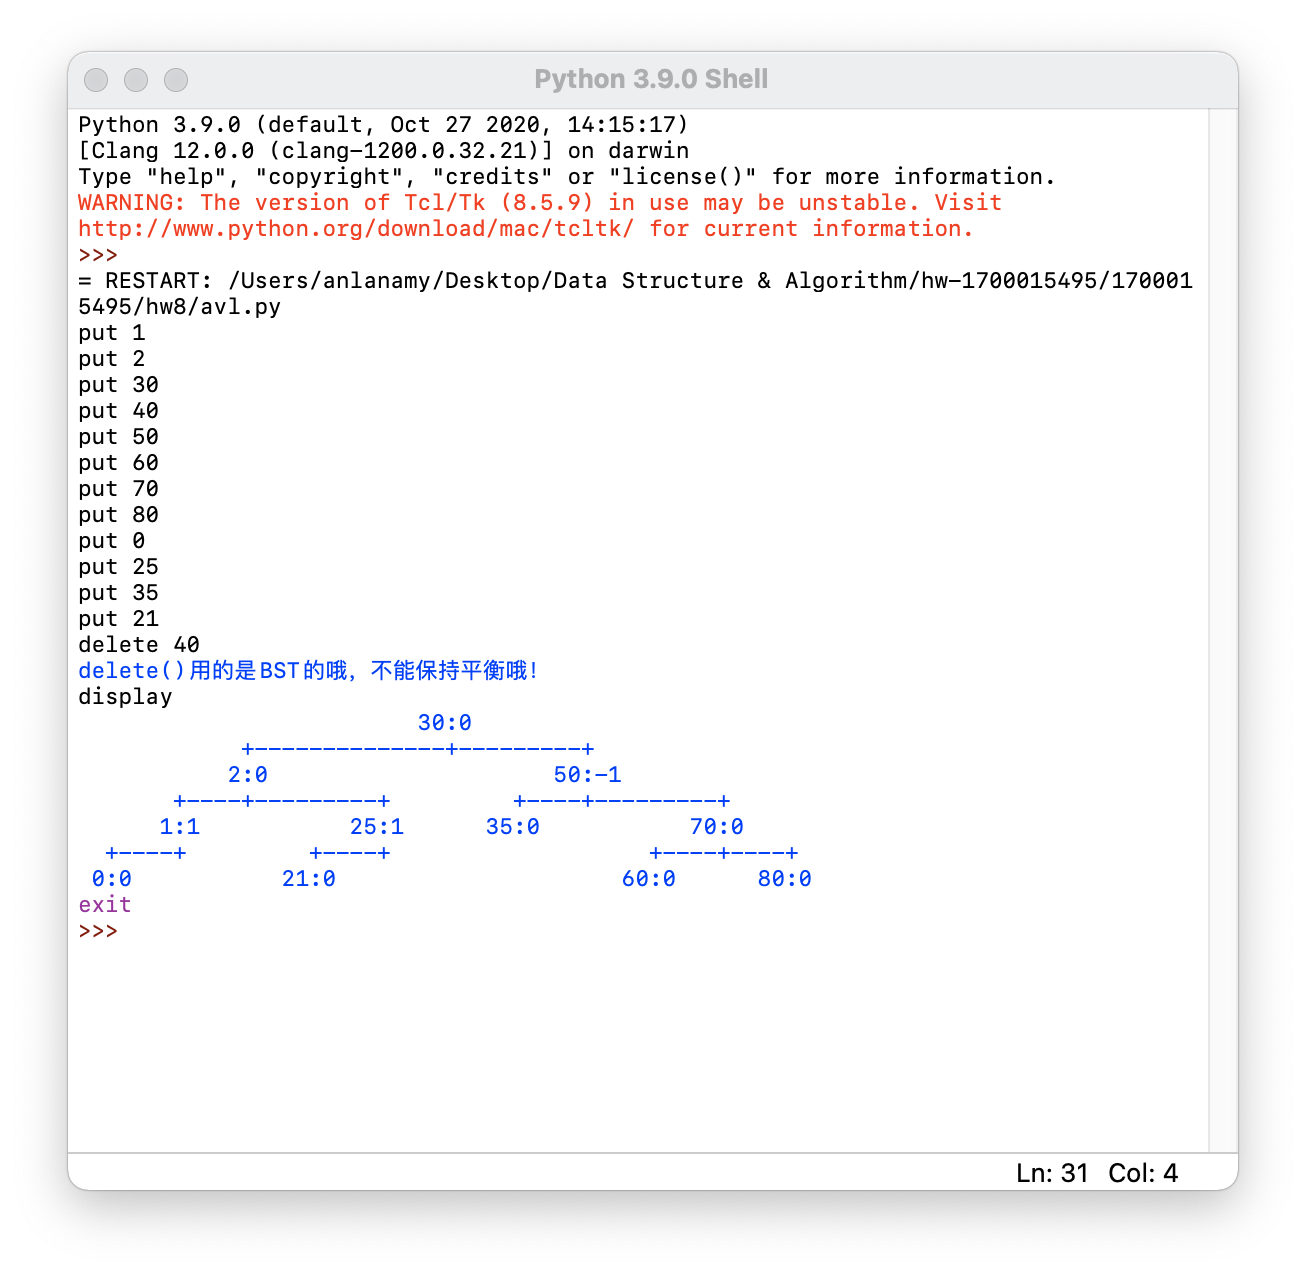 Python 3.9.0 Shell
Python 3.9.0 (default, Oct 27 2020, 14:15:17)
[Clang 12.0.0 (clang-1200.0.32.21)] on darwin
Type "help", "copyright", "credits" or "license()" for more information.
WARNING: The version of Tcl/Tk (8.5.9) in use may be unstable. Visit
http://www.python.org/download/mac/tcltk/ for current information.
>>>
= RESTART: /Users/anlanamy/Desktop/Data Structure & Algorithm/hw-1700015495/170001
5495/hw8/avl.py
put 1
put 2
put 30
put 40
put 50
put 60
put 70
put 80
put 0
put 25
put 35
put 21
delete 40
delete()用的是BST的哦，不能保持平衡哦！
display
                         30:0
            +--------------+---------+
           2:0                     50:-1
       +----+---------+         +----+---------+
      1:1           25:1      35:0           70:0
  +----+         +----+                   +----+----+
 0:0           21:0                     60:0      80:0
exit
>>>
Ln: 31 Col: 4